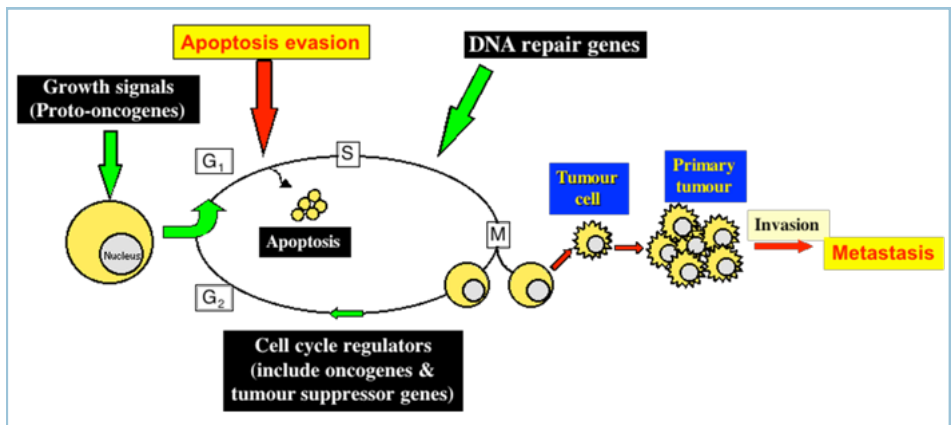 Apoptosis evasion
DNA repair genes
Growth signals
(Proto-oncogenes)
G1
S
Tumour
cell
Primary
tumour
Nucleus
Apoptosis
M
Invasion
Metastasis
G2
Cell cycle regulators
(include oncogenes &
tumour suppressor genes)